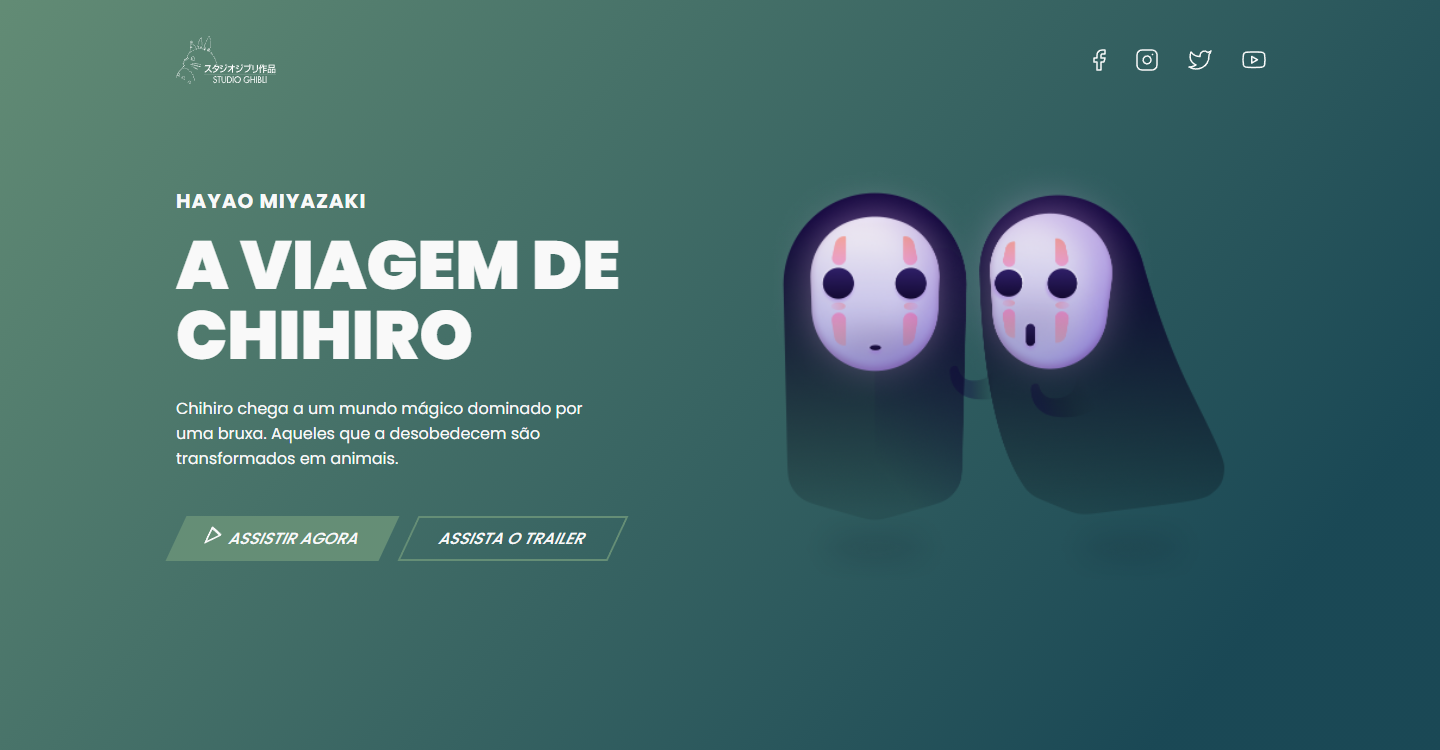 スタジオジブリ作品
STUDIO GHIBLI
HAYAO MIYAZAKI
A VIAGEM DE
CHIHIRO
Chihiro chega a um mundo mágico dominado por
uma bruxa. Aqueles que a desobedecem são
transformados em animais.
ASSISTIR AGORA
ASSISTA O TRAILER